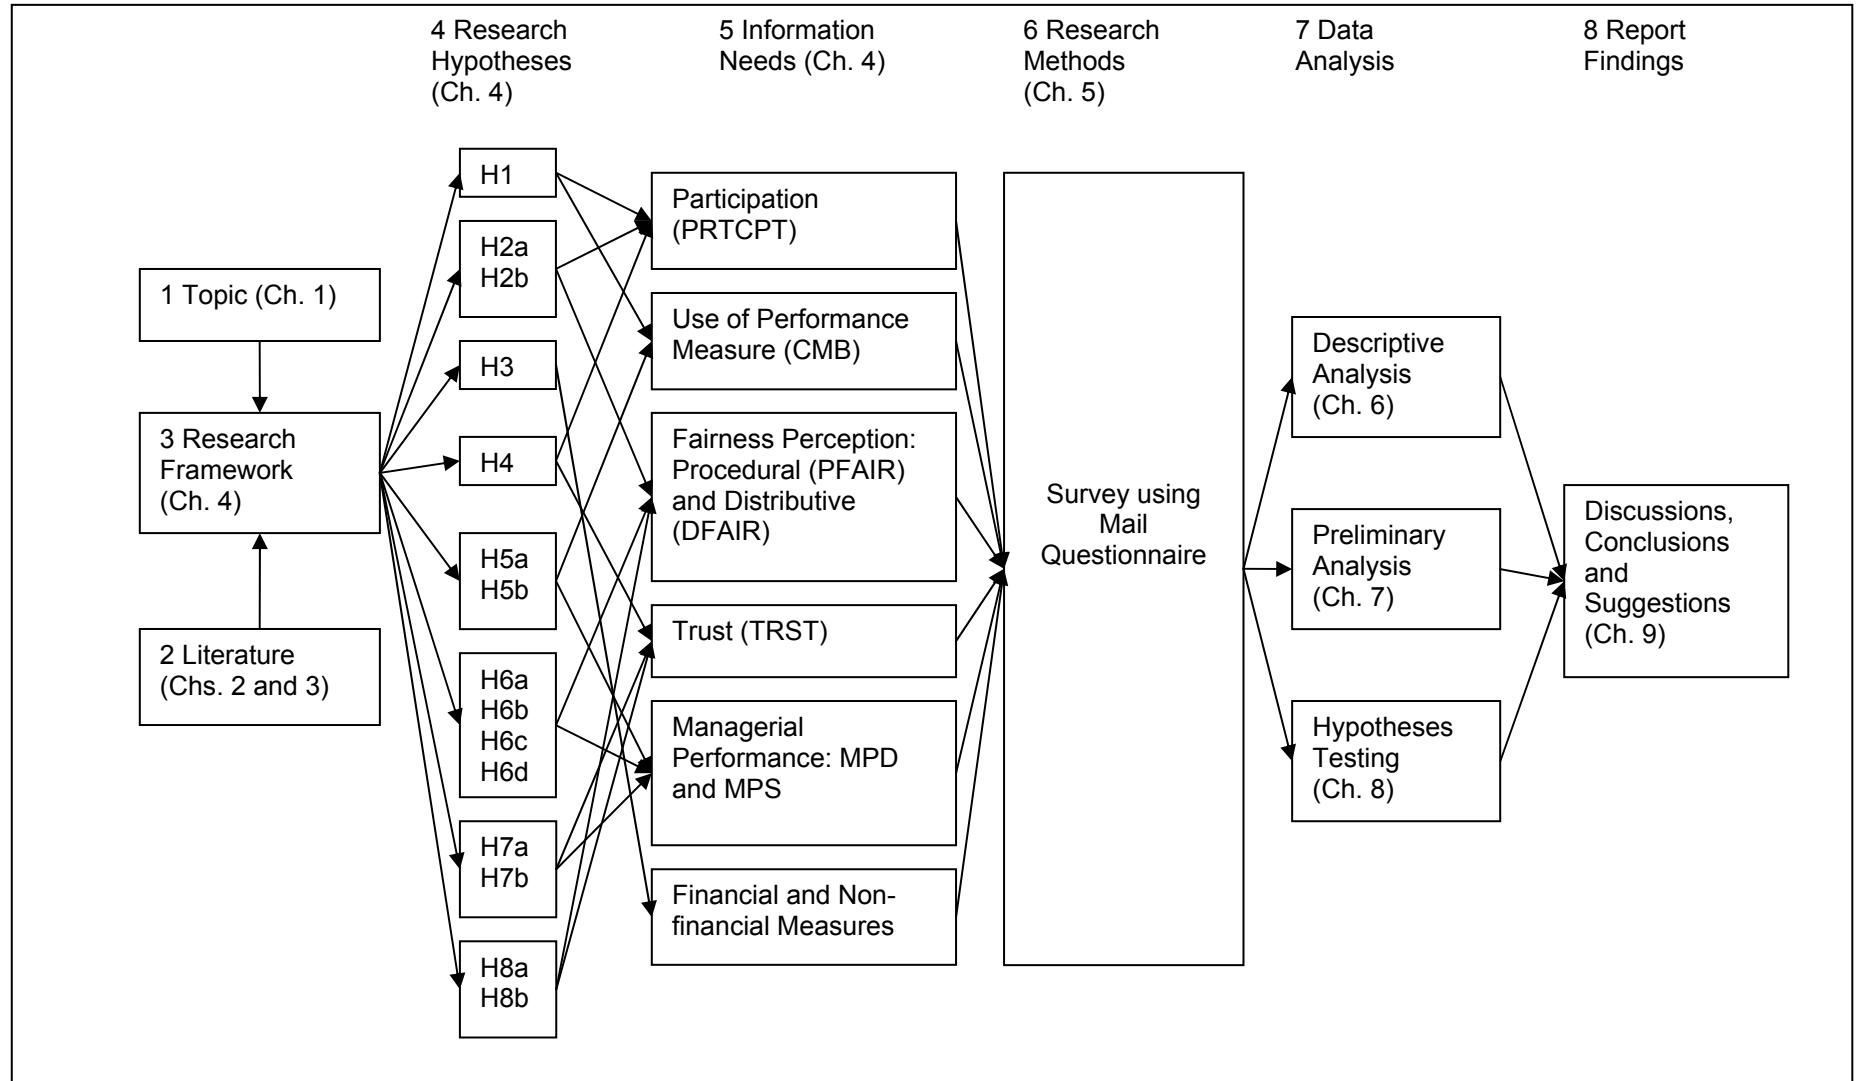 4 Research
Hypotheses
(Ch. 4)
5 Information
Needs (Ch. 4)
6 Research
Methods
(Ch. 5)
7 Data
Analysis
8 Report
Findings
1 Topic (Ch. 1)
3 Research
Framework
(Ch. 4)
2 Literature
(Chs. 2 and 3)
H1
H2a
H2b
H3
H4
H5a
H5b
H6a
H6b
H6c
H6d
H7a
H7b
H8a
H8b
Participation
(PRTCPT)
Use of Performance
Measure (CMB)
Fairness Perception:
Procedural (PFAIR)
and Distributive
(DFAIR)
Trust (TRST)
Managerial
Performance: MPD
and MPS
Financial and Non-
financial Measures
Survey using
Mail
Questionnaire
Descriptive
Analysis
(Ch. 6)
Preliminary
Analysis
(Ch. 7)
Hypotheses
Testing
(Ch. 8)
Discussions,
Conclusions
and
Suggestions
(Ch. 9)